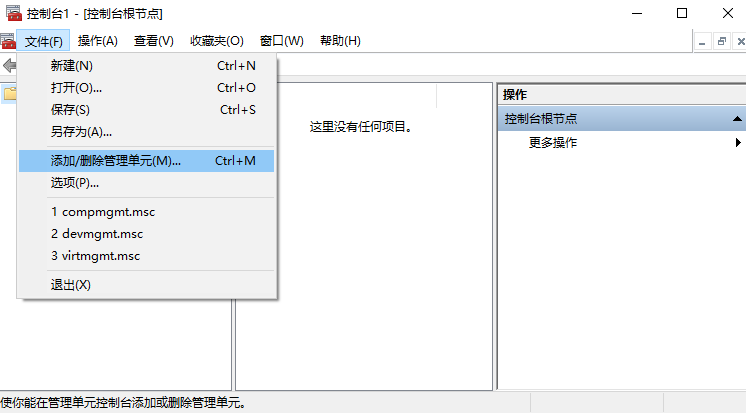 控制台1 - [控制台根节点]
文件(F) 操作(A) 查看(V) 收藏夹(O) 窗口(W) 帮助(H)
新建(N) Ctrl+N
打开(O)... Ctrl+O
保存(S) Ctrl+S
另存为(A)...
添加/删除管理单元(M)... Ctrl+M
选项(P)...
1 compmgmt.msc
2 devmgmt.msc
3 virtmgmt.msc
退出(X)
这里没有任何项目。
操作
控制台根节点
更多操作
使你能在管理单元控制台添加或删除管理单元。